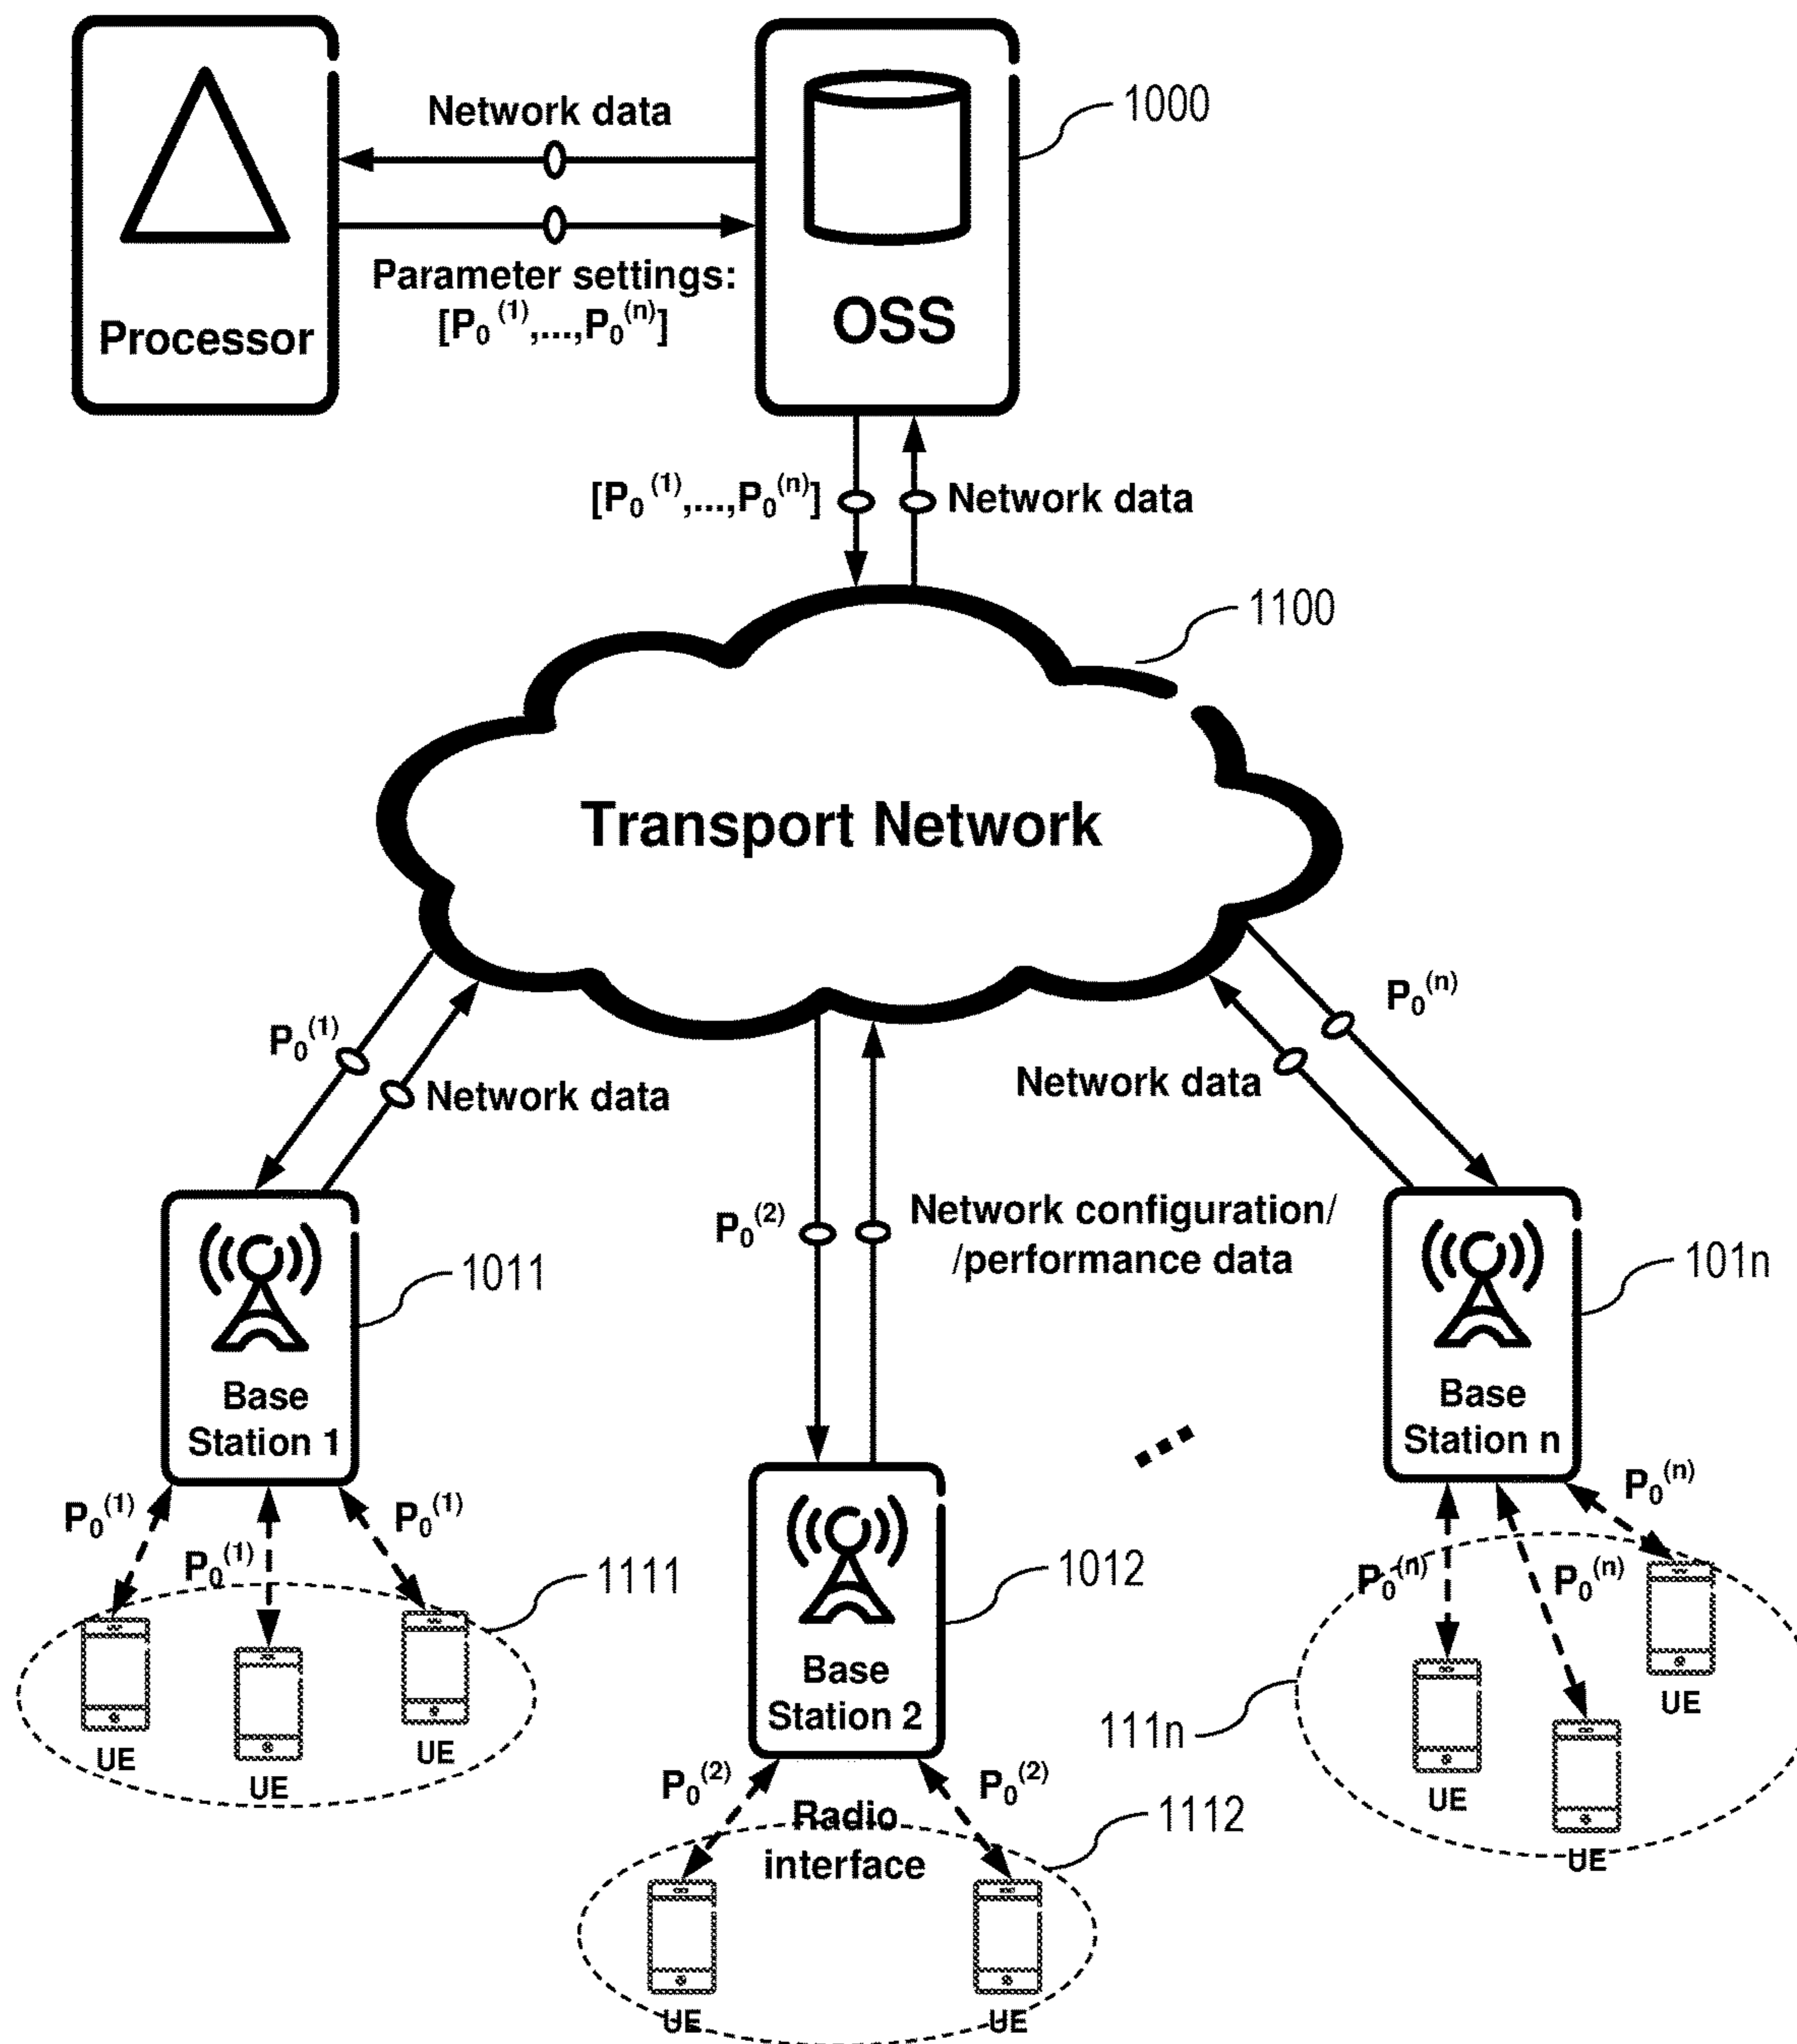 Network data
1000
Parameter settings:
[P₀⁽¹⁾,...,P₀⁽ⁿ⁾]
Processor
OSS
[P₀⁽¹⁾,...,P₀⁽ⁿ⁾]
Network data
1100
Transport Network
P₀⁽¹⁾
Network data
P₀⁽ⁿ⁾
Network data
P₀⁽²⁾
Network configuration/
/performance data
1011
101n
Base
Station 1
Base
Station n
P₀⁽¹⁾
P₀⁽¹⁾
P₀⁽¹⁾
1111
UE
UE
UE
1012
Base
Station 2
P₀⁽ⁿ⁾
P₀⁽ⁿ⁾
P₀⁽ⁿ⁾
111n
UE
UE
UE
P₀⁽²⁾
P₀⁽²⁾
Radio
interface
1112
UE
UE